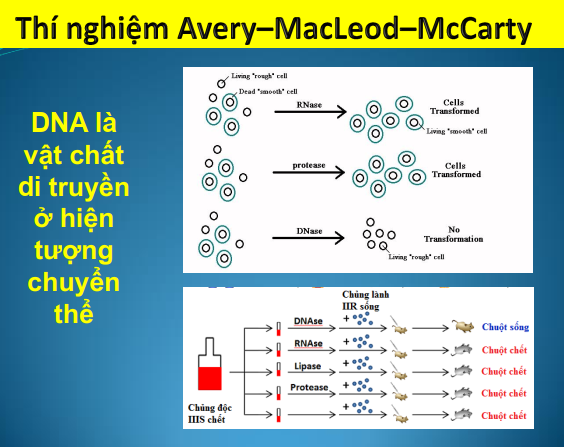 Thí nghiệm Avery–MacLeod–McCarty
DNA là
vật chất
di truyền
ở hiện
tượng
chuyển
thể
Living "rough" cell
Dead "smooth" cell
RNase
Cells
Transformed
Living "smooth" cell
protease
Cells
Transformed
DNase
No
Transformation
Living "rough" cell
Chủng lành
IIR sống
DNAse
+
Chuột sống
RNAse
+
Chuột chết
Lipase
+
Chuột chết
Protease
+
Chuột chết
+
Chuột chết
Chủng độc
IIIS chết